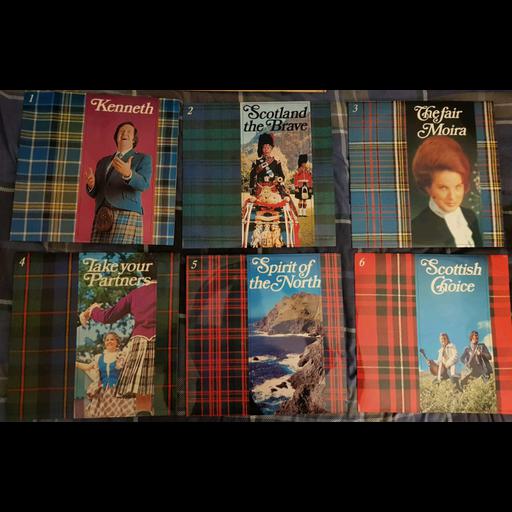 1
Kenneth
2
Scotland
the Brave
3
The fair
Moira
4
Take your
Partners
5
Spirit of
the North
6
Scottish
Choice